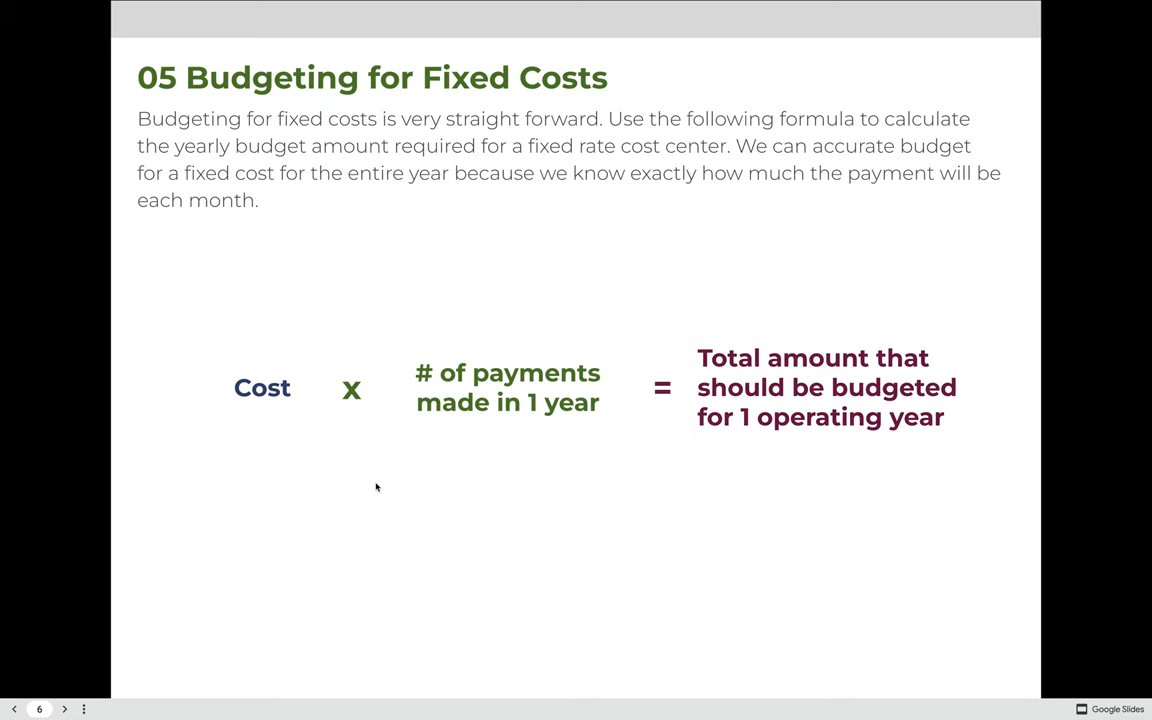 05 Budgeting for Fixed Costs
Budgeting for fixed costs is very straight forward. Use the following formula to calculate
the yearly budget amount required for a fixed rate cost center. We can accurate budget
for a fixed cost for the entire year because we know exactly how much the payment will be
each month.
Cost
x
# of payments
made in 1 year
=
Total amount that
should be budgeted
for 1 operating year
6
Google Slides